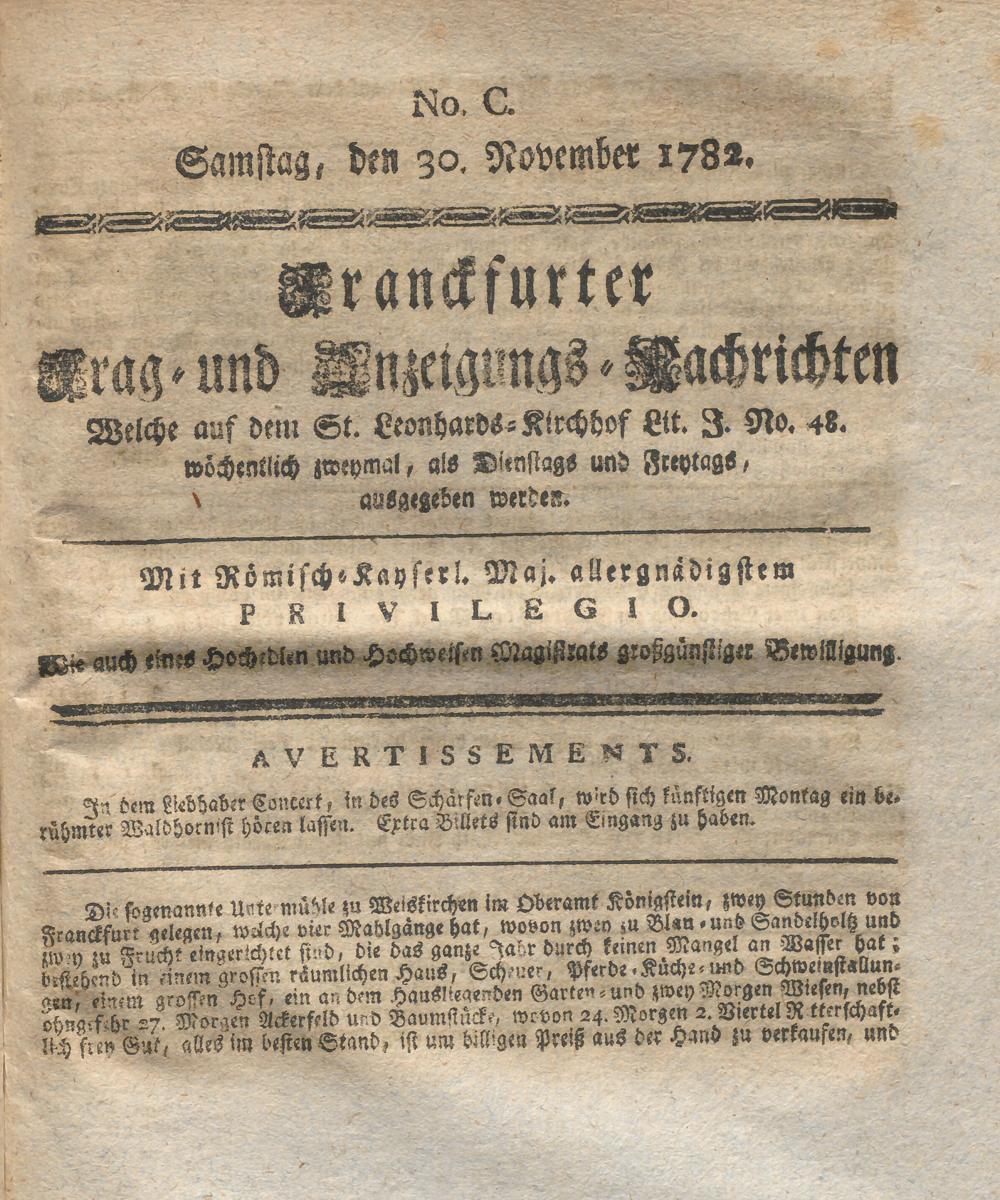 No. C.
Samstag, den 30. November 1782.
Franckfurter
Frag- und Anzeigungs-Nachrichten
Welche auf dem St. Leonhards-Kirchhof Lit. J. No. 48.
wöchentlich zweymal, als Dienstags und Freytags,
ausgegeben werden.
Mit Römisch-Kayserl. Maj. allergnädigstem
PRIVILEGIO.
Wie auch eines Hochedlen und Hochweisen Magistrats großgünstiger Bewilligung.
AVERTISSEMENTS.
In dem Liebhaber Concert, in des Schärfen-Saal, wird sich künftigen Montag ein be-
rühmter Waldhornist hören lassen. Extra Billets sind am Eingang zu haben.
Die sogenannte Untermühle zu Weiskirchen im Oberamt Königstein, zwey Stunden von
Franckfurt gelegen, welche vier Mahlgänge hat, wovon zwey zu Blau- und Sandelholtz und
zwey zu Frucht eingerichtet sind, die das ganze Jahr durch keinen Mangel an Wasser hat;
bestehend in einem grossen räumlichen Haus, Scheuer, Pferde-Küche- und Schweinstallun-
gen, einem grossen Hof, ein an dem Hausliegenden Garten- und zwey Morgen Wiesen, nebst
ohngefehr 27. Morgen Ackerfeld und Baumstücke, wovon 24. Morgen 2. Viertel Ritterschaft-
lich frey Gut, alles im besten Stand, ist um billigen Preiß aus der Hand zu verkaufen, und